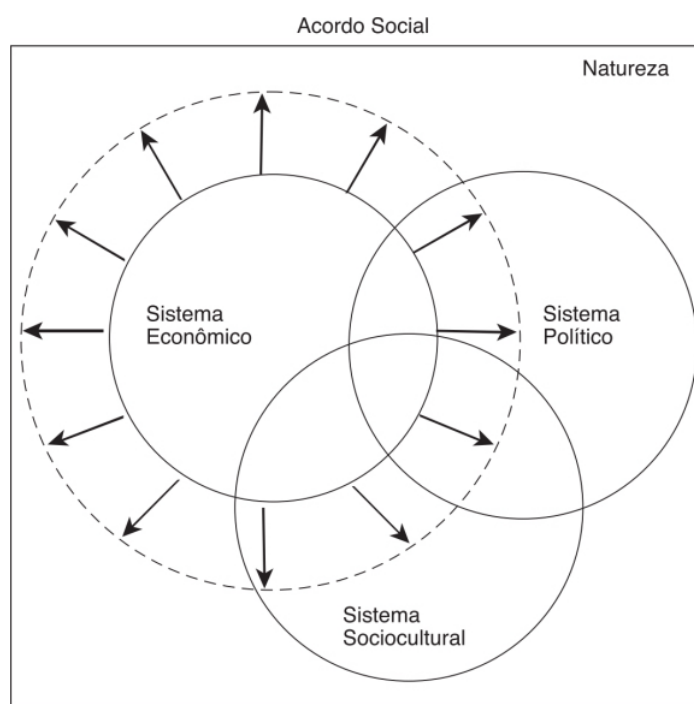 Acordo Social
Natureza
Sistema
Econômico
Sistema
Político
Sistema
Sociocultural